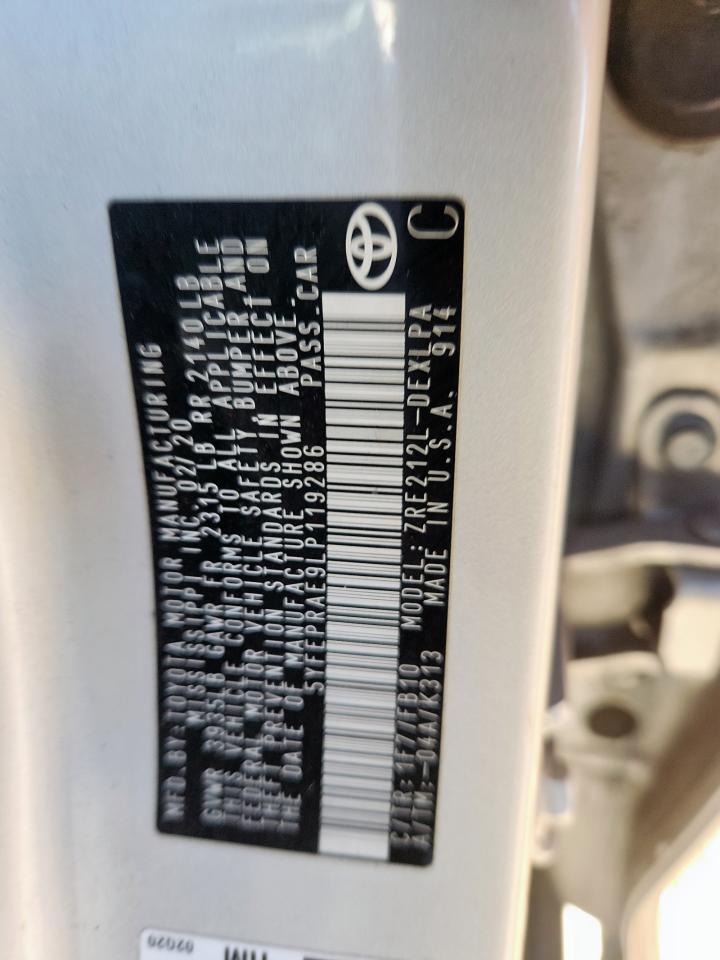 MFD.BY:TOYOTA MOTOR MANUFACTURING
MISSISSIPPI INC.02/20
GVWR 3935LB GAWR FR 2315 LB RR 2140LB
THIS VEHICLE CONFORMS TO ALL APPLICABLE
FEDERAL MOTOR VEHICLE SAFETY BUMPER AND
THEFT PREVENTION STANDARDS IN EFFECT ON
THE DATE OF MANUFACTURE SHOWN ABOVE.
5YFEPRAE9LP119286 PASS.CAR
C/TR:1F7/FB10 MODEL:ZRE212L-DEXLPA
A/TM:-04A/K313 MADE IN U.S.A. 914
C
02020